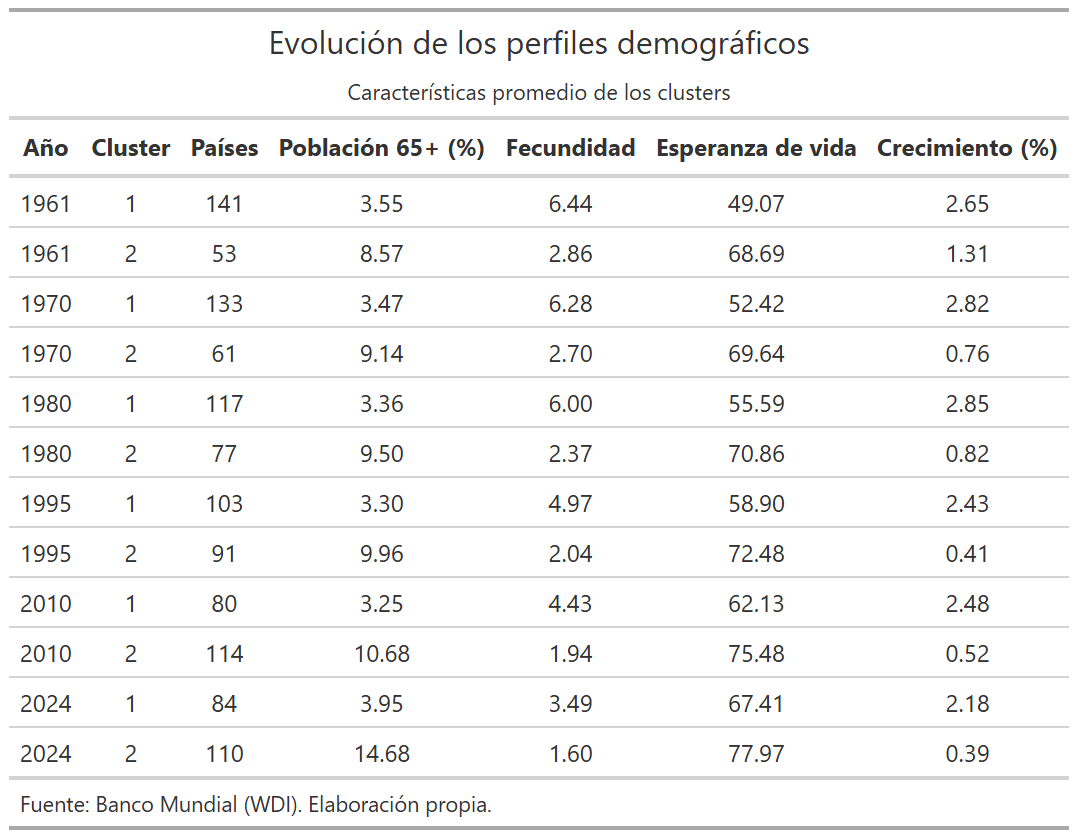 Evolución de los perfiles demográficos
Características promedio de los clusters
Año Cluster Países Población 65+ (%) Fecundidad Esperanza de vida Crecimiento (%)
1961 1 141 3.55 6.44 49.07 2.65
1961 2 53 8.57 2.86 68.69 1.31
1970 1 133 3.47 6.28 52.42 2.82
1970 2 61 9.14 2.70 69.64 0.76
1980 1 117 3.36 6.00 55.59 2.85
1980 2 77 9.50 2.37 70.86 0.82
1995 1 103 3.30 4.97 58.90 2.43
1995 2 91 9.96 2.04 72.48 0.41
2010 1 80 3.25 4.43 62.13 2.48
2010 2 114 10.68 1.94 75.48 0.52
2024 1 84 3.95 3.49 67.41 2.18
2024 2 110 14.68 1.60 77.97 0.39
Fuente: Banco Mundial (WDI). Elaboración propia.